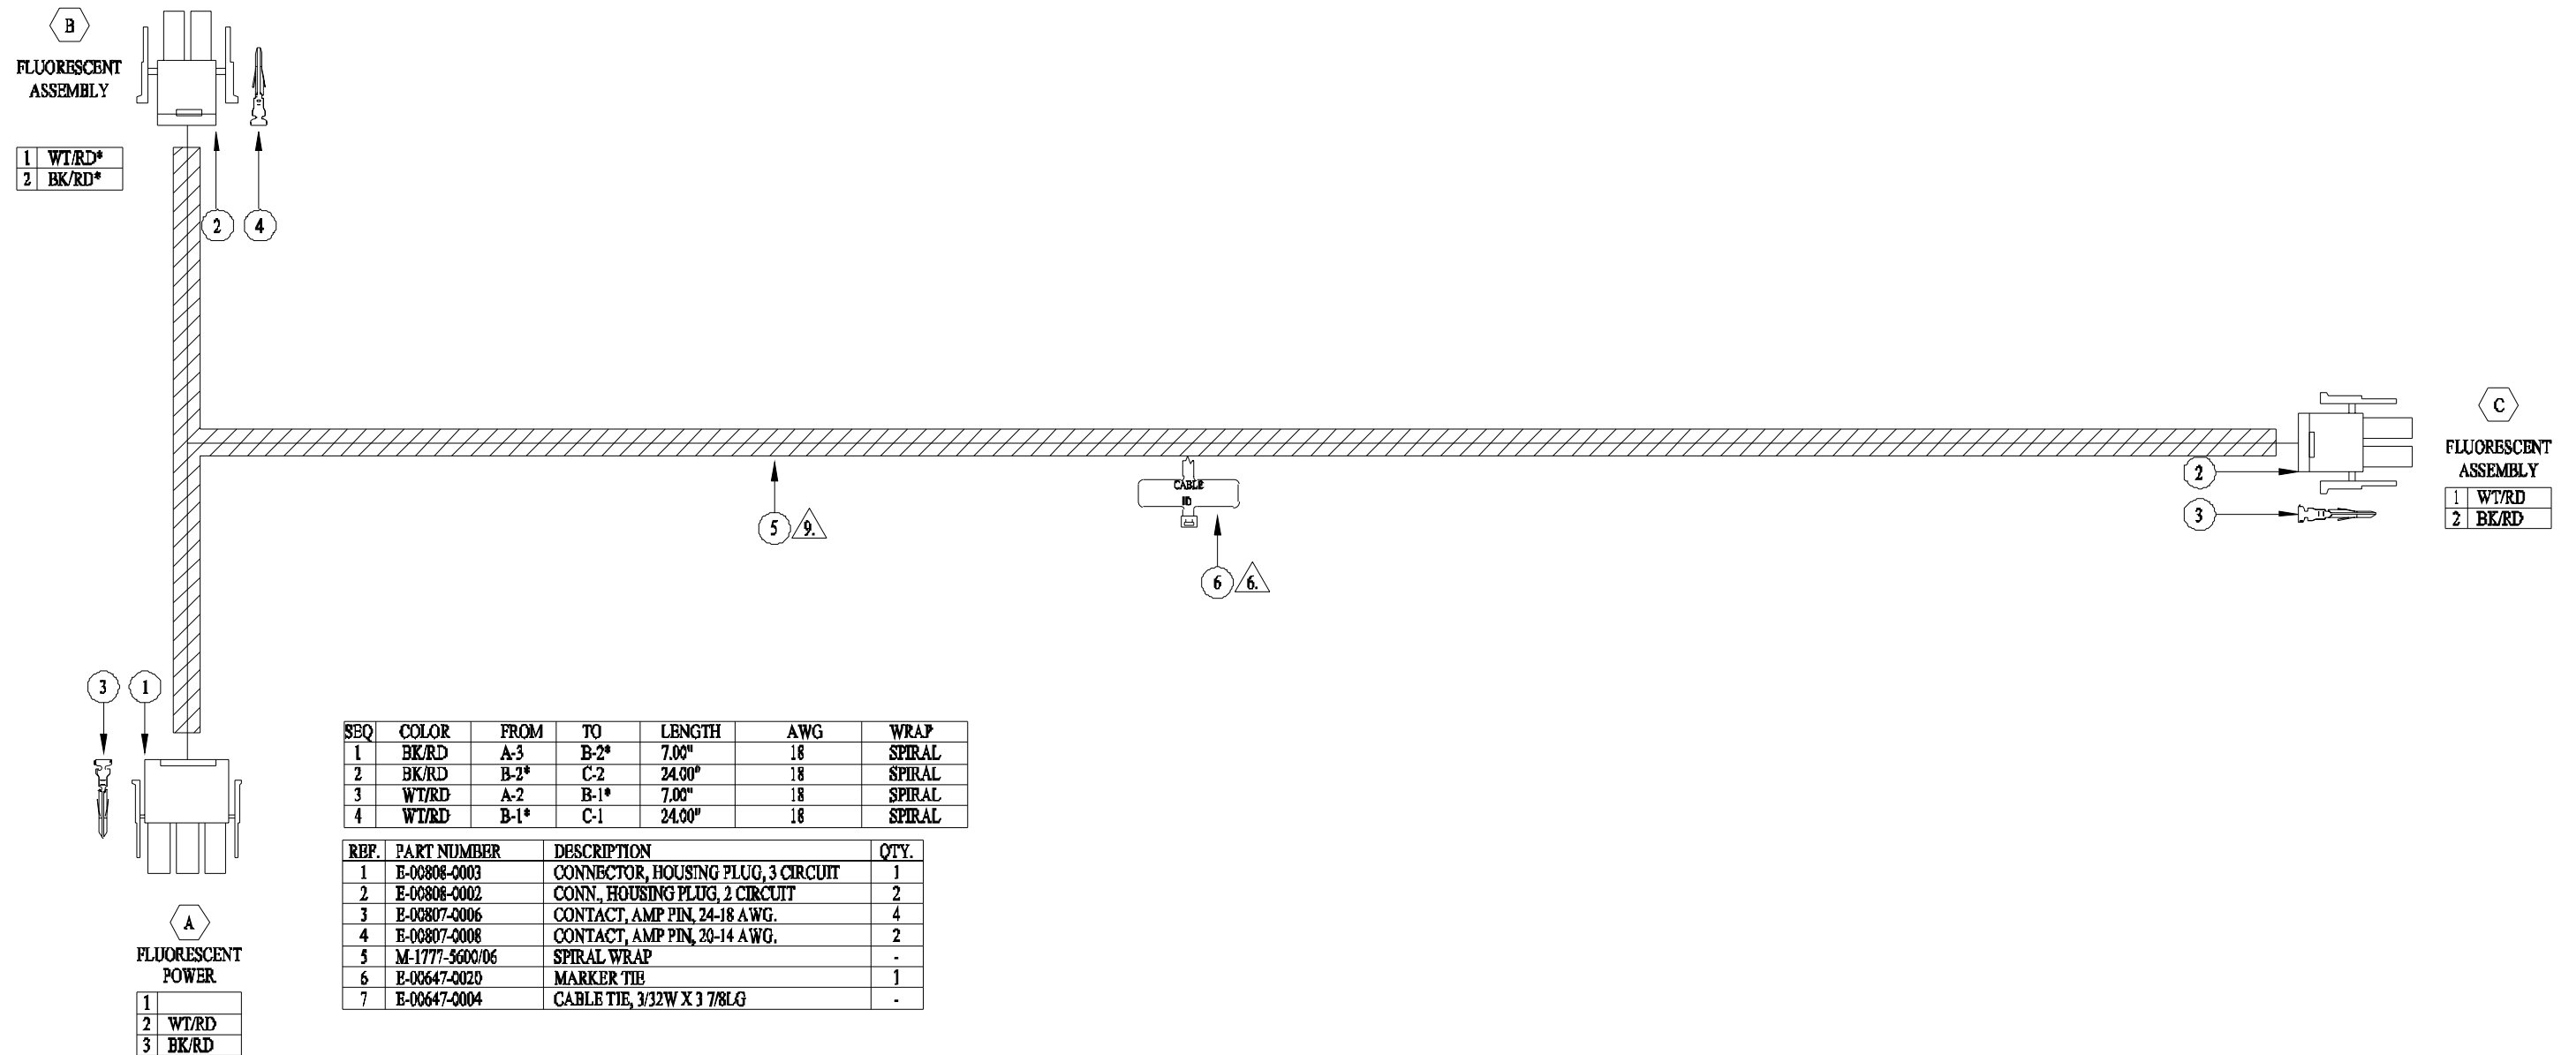 B
FLUORESCENT
ASSEMBLY
1 WT/RD*
2 BK/RD*
2 4
C
FLUORESCENT
ASSEMBLY
1 WT/RD
2 BK/RD
2
3
CABLE
ID
5 9.
6 6.
3 1
SEQ COLOR FROM TO LENGTH AWG WRAP
1 BK/RD A-3 B-2* 7.00" 18 SPIRAL
2 BK/RD B-2* C-2 24.00" 18 SPIRAL
3 WT/RD A-2 B-1* 7.00" 18 SPIRAL
4 WT/RD B-1* C-1 24.00" 18 SPIRAL
REF. PART NUMBER DESCRIPTION QTY.
1 E-00808-0003 CONNECTOR, HOUSING PLUG, 3 CIRCUIT 1
2 E-00808-0002 CONN., HOUSING PLUG, 2 CIRCUIT 2
3 E-00807-0006 CONTACT, AMP PIN, 24-18 AWG. 4
4 E-00807-0008 CONTACT, AMP PIN, 20-14 AWG. 2
5 M-1777-5600/06 SPIRAL WRAP -
6 E-00647-0020 MARKER TIE 1
7 E-00647-0004 CABLE TIE, 3/32W X 3 7/8LG -
A
FLUORESCENT
POWER
1
2 WT/RD
3 BK/RD